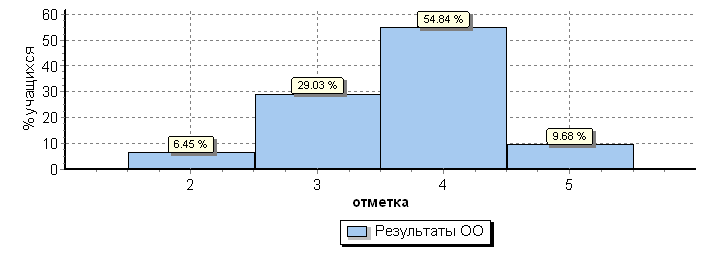 % учащихся
60
50
40
30
20
10
0
6.45 %
29.03 %
54.84 %
9.68 %
2 3 4 5
отметка
Результаты ОО